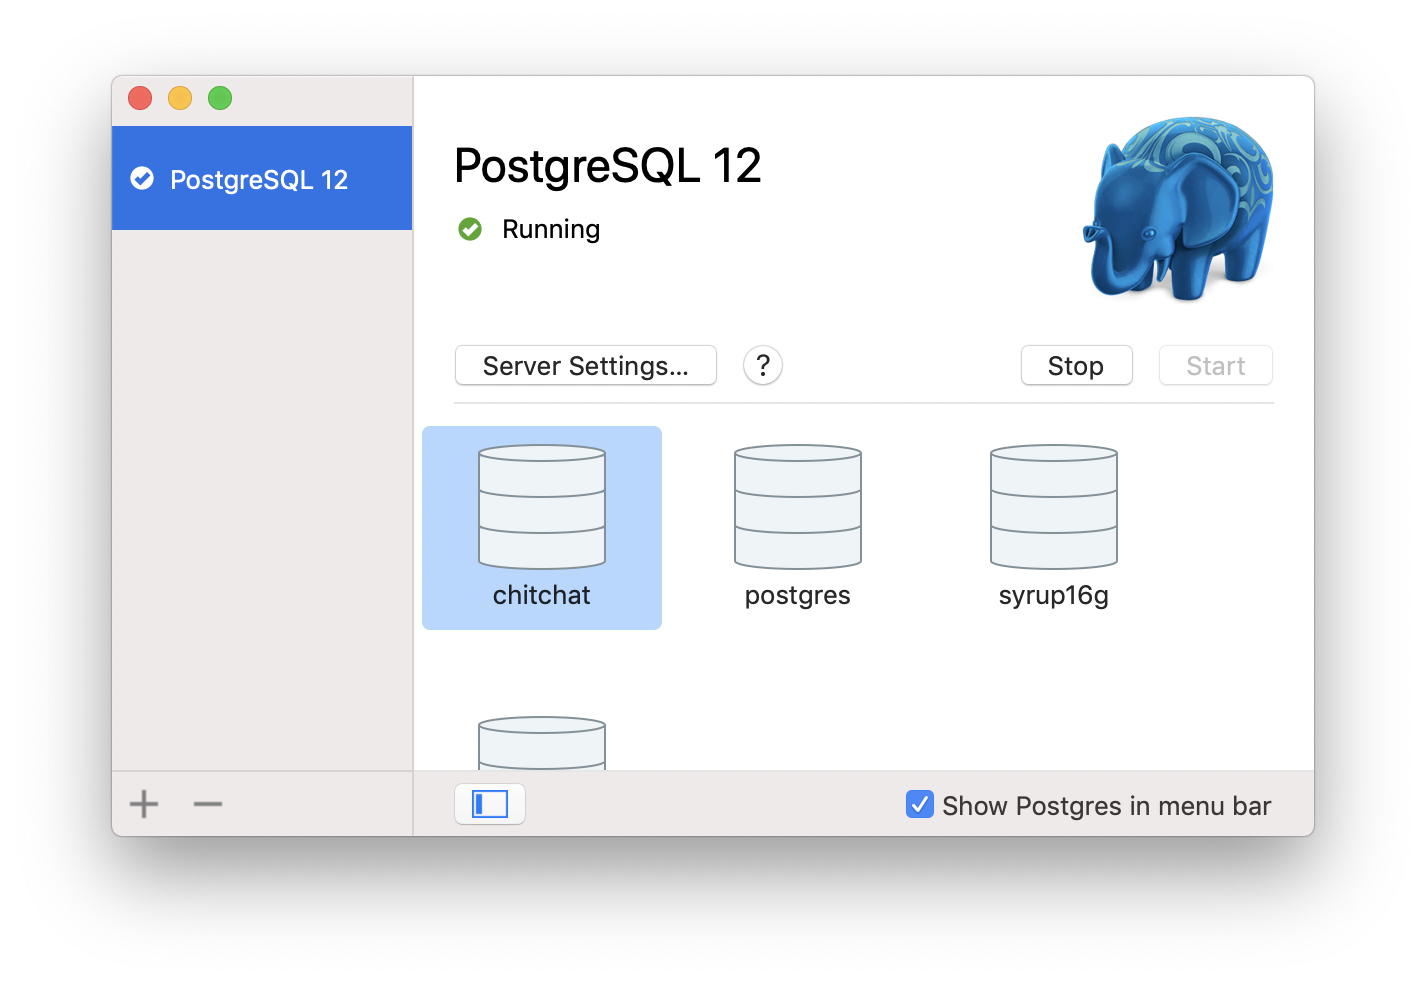 PostgreSQL 12
PostgreSQL 12
Running
Server Settings...
?
Stop
Start
chitchat
postgres
syrup16g
Show Postgres in menu bar